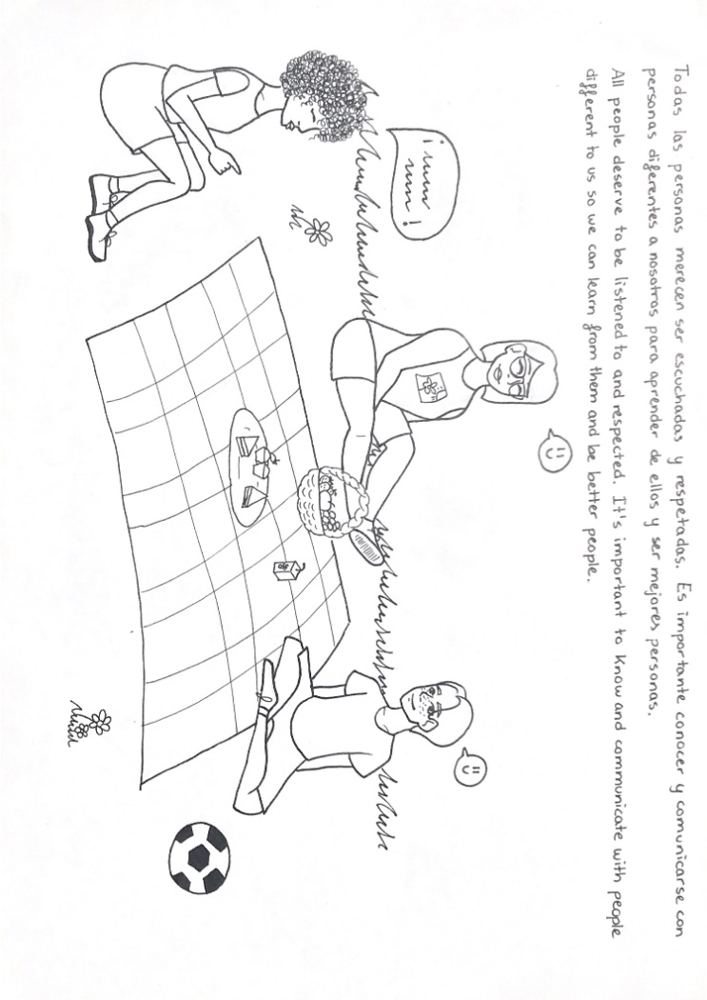 Todas las personas merecen ser escuchadas y respetadas. Es importante conocer y comunicarse con
personas diferentes a nosotros para aprender de ellos y ser mejores personas.
All people deserve to be listened to and respected. It's important to know and communicate with people
different to us so we can learn from them and be better people.